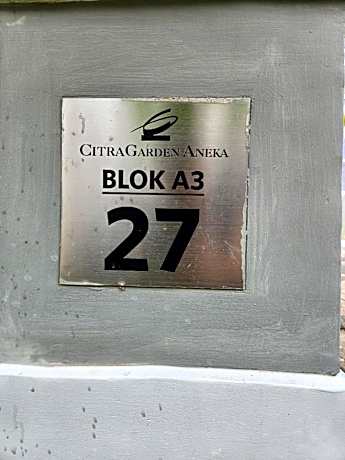 CITRAGARDEN ANEKA
BLOK A3
27